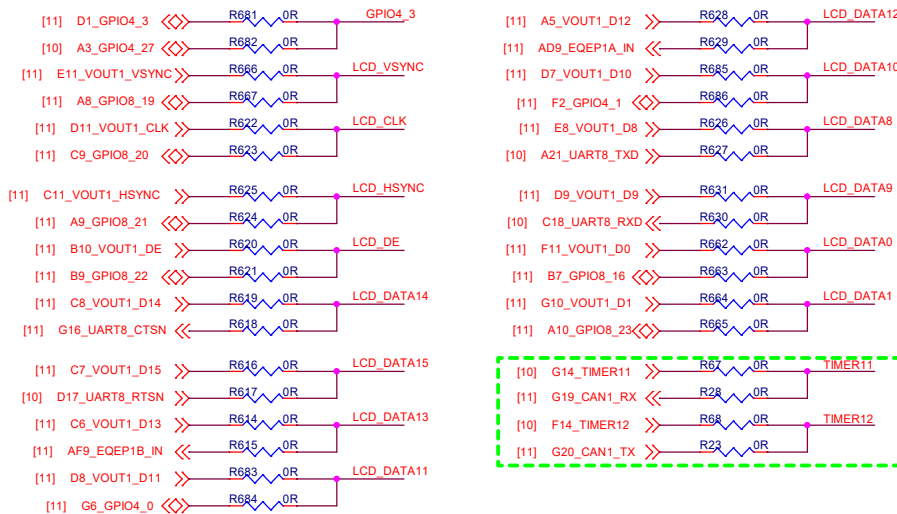 [11] D1_GPIO4_3 R681 0R GPIO4_3
[10] A3_GPIO4_27 R682 0R
[11] E11_VOUT1_VSYNC R666 0R LCD_VSYNC
[11] A8_GPIO8_19 R667 0R
[11] D11_VOUT1_CLK R622 0R LCD_CLK
[11] C9_GPIO8_20 R623 0R
[11] C11_VOUT1_HSYNC R625 0R LCD_HSYNC
[11] A9_GPIO8_21 R624 0R
[11] B10_VOUT1_DE R620 0R LCD_DE
[11] B9_GPIO8_22 R621 0R
[11] C8_VOUT1_D14 R619 0R LCD_DATA14
[11] G16_UART8_CTSN R618 0R
[11] C7_VOUT1_D15 R616 0R LCD_DATA15
[10] D17_UART8_RTSN R617 0R
[11] C6_VOUT1_D13 R614 0R LCD_DATA13
[11] AF9_EQEP1B_IN R615 0R
[11] D8_VOUT1_D11 R683 0R LCD_DATA11
[11] G6_GPIO4_0 R684 0R
[11] A5_VOUT1_D12 R628 0R LCD_DATA12
[11] AD9_EQEP1A_IN R629 0R
[11] D7_VOUT1_D10 R685 0R LCD_DATA10
[11] F2_GPIO4_1 R686 0R
[11] E8_VOUT1_D8 R626 0R LCD_DATA8
[10] A21_UART8_TXD R627 0R
[11] D9_VOUT1_D9 R631 0R LCD_DATA9
[10] C18_UART8_RXD R630 0R
[11] F11_VOUT1_D0 R662 0R LCD_DATA0
[11] B7_GPIO8_16 R663 0R
[11] G10_VOUT1_D1 R664 0R LCD_DATA1
[11] A10_GPIO8_23 R665 0R
[10] G14_TIMER11 R67 0R TIMER11
[11] G19_CAN1_RX R28 0R
[10] F14_TIMER12 R68 0R TIMER12
[11] G20_CAN1_TX R23 0R